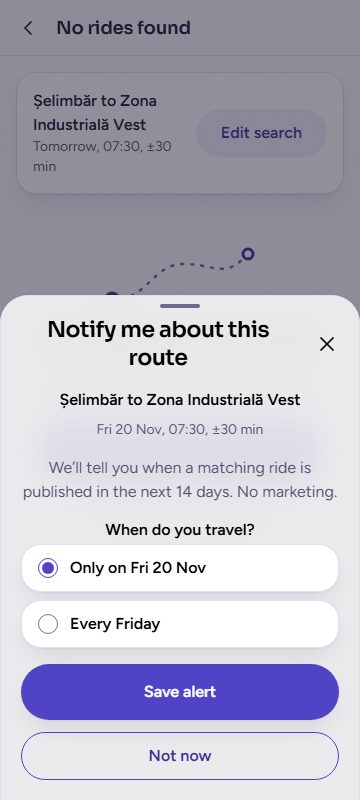 No rides found
Șelimbăr to Zona
Industrială Vest
Tomorrow, 07:30, ±30
min
Edit search
Notify me about this
route
Șelimbăr to Zona Industrială Vest
Fri 20 Nov, 07:30, ±30 min
We’ll tell you when a matching ride is
published in the next 14 days. No marketing.
When do you travel?
Only on Fri 20 Nov
Every Friday
Save alert
Not now